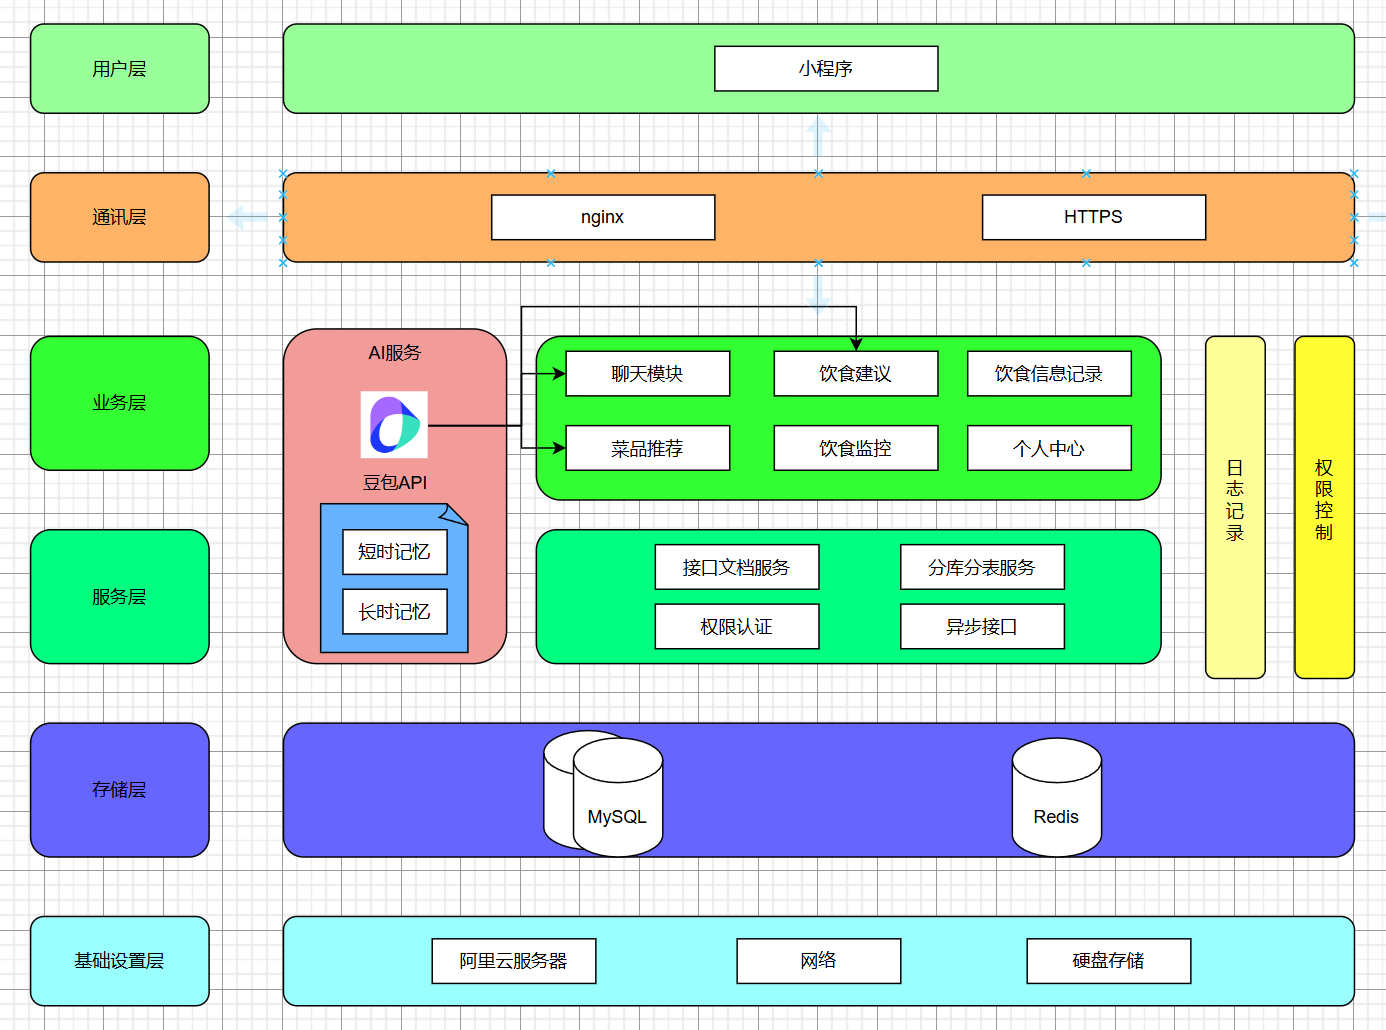 用户层
小程序
通讯层
nginx
HTTPS
业务层
AI服务
豆包API
短时记忆
长时记忆
聊天模块
饮食建议
饮食信息记录
菜品推荐
饮食监控
个人中心
日志记录
权限控制
服务层
接口文档服务
分库分表服务
权限认证
异步接口
存储层
MySQL
Redis
基础设置层
阿里云服务器
网络
硬盘存储